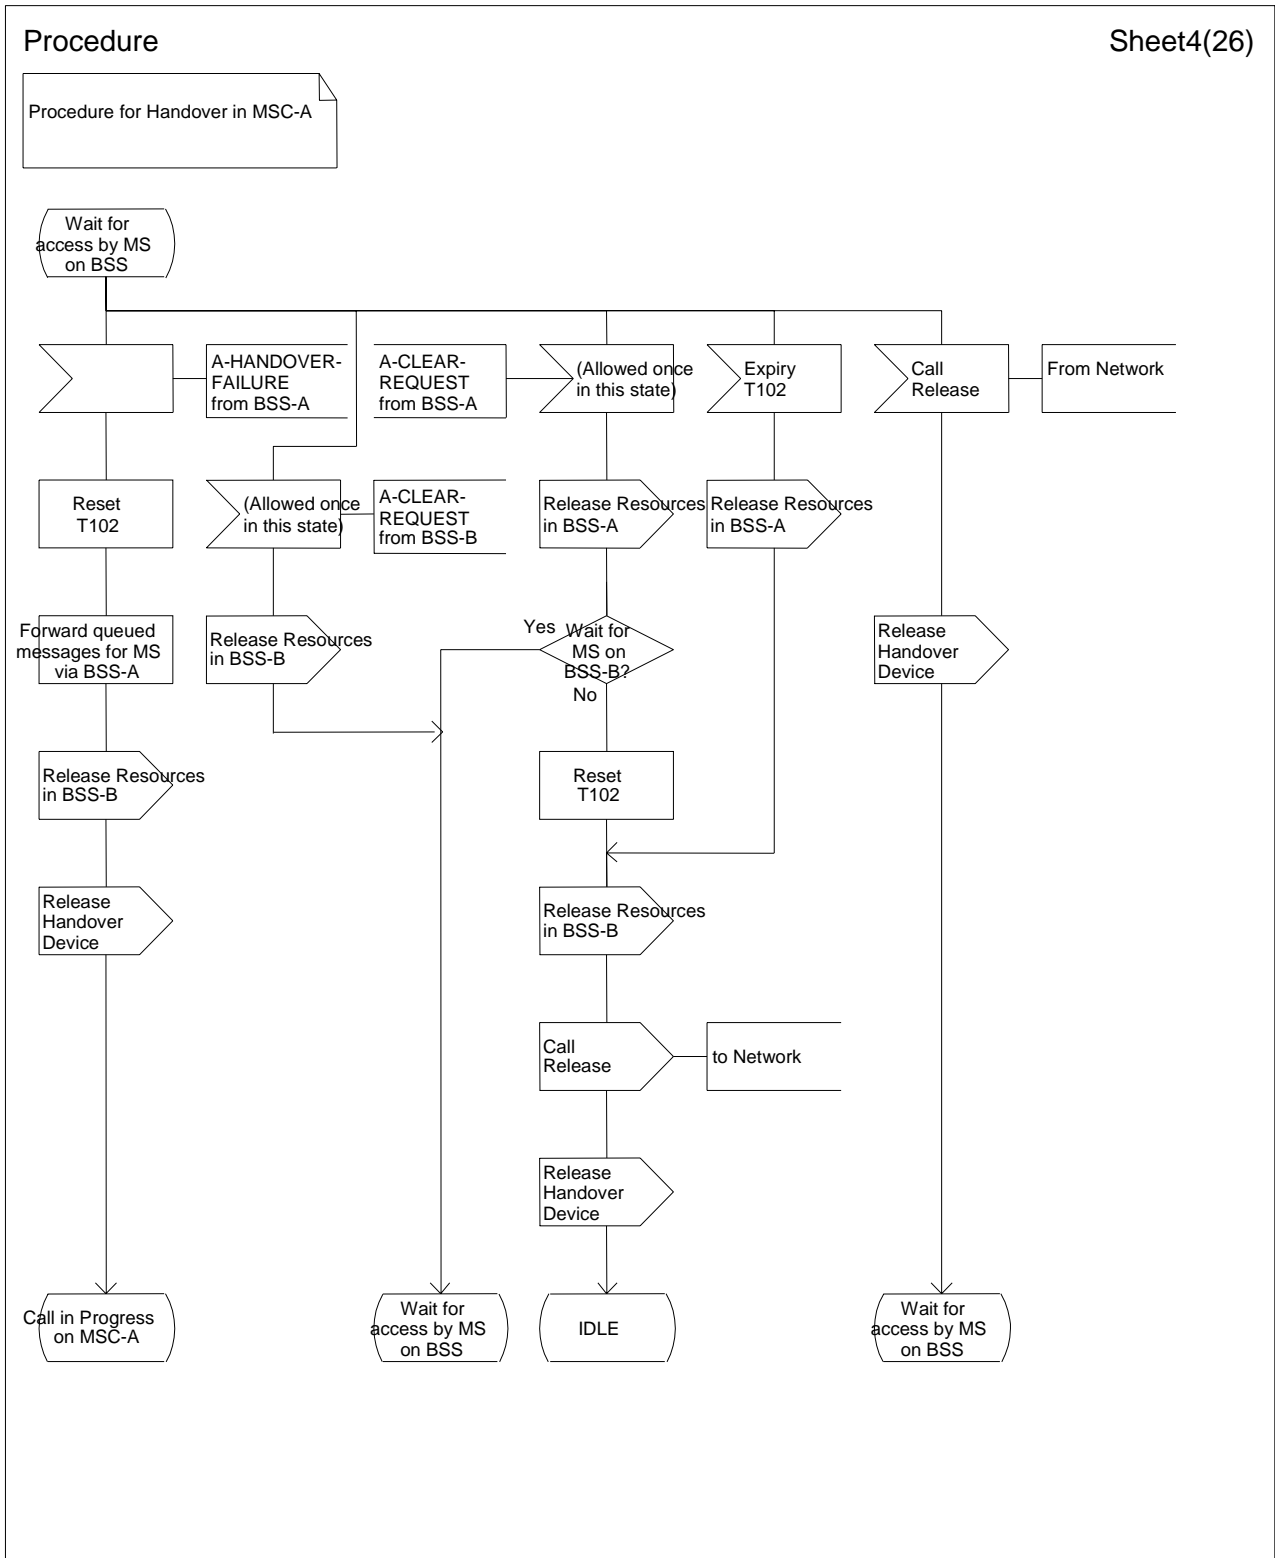 Procedure
Sheet4(26)
Procedure for Handover in MSC-A
Wait for
access by MS
on BSS
A-HANDOVER-
FAILURE
from BSS-A
A-CLEAR-
REQUEST
from BSS-A
(Allowed once
in this state)
Expiry
T102
Call
Release
From Network
Reset
T102
(Allowed once
in this state)
A-CLEAR-
REQUEST
from BSS-B
Release Resources
in BSS-A
Release Resources
in BSS-A
Forward queued
messages for MS
via BSS-A
Release Resources
in BSS-B
Yes
Wait for
MS on
BSS-B?
No
Release
Handover
Device
Release Resources
in BSS-B
Reset
T102
Release
Handover
Device
Release Resources
in BSS-B
Call
Release
to Network
Release
Handover
Device
Call in Progress
on MSC-A
Wait for
access by MS
on BSS
IDLE
Wait for
access by MS
on BSS